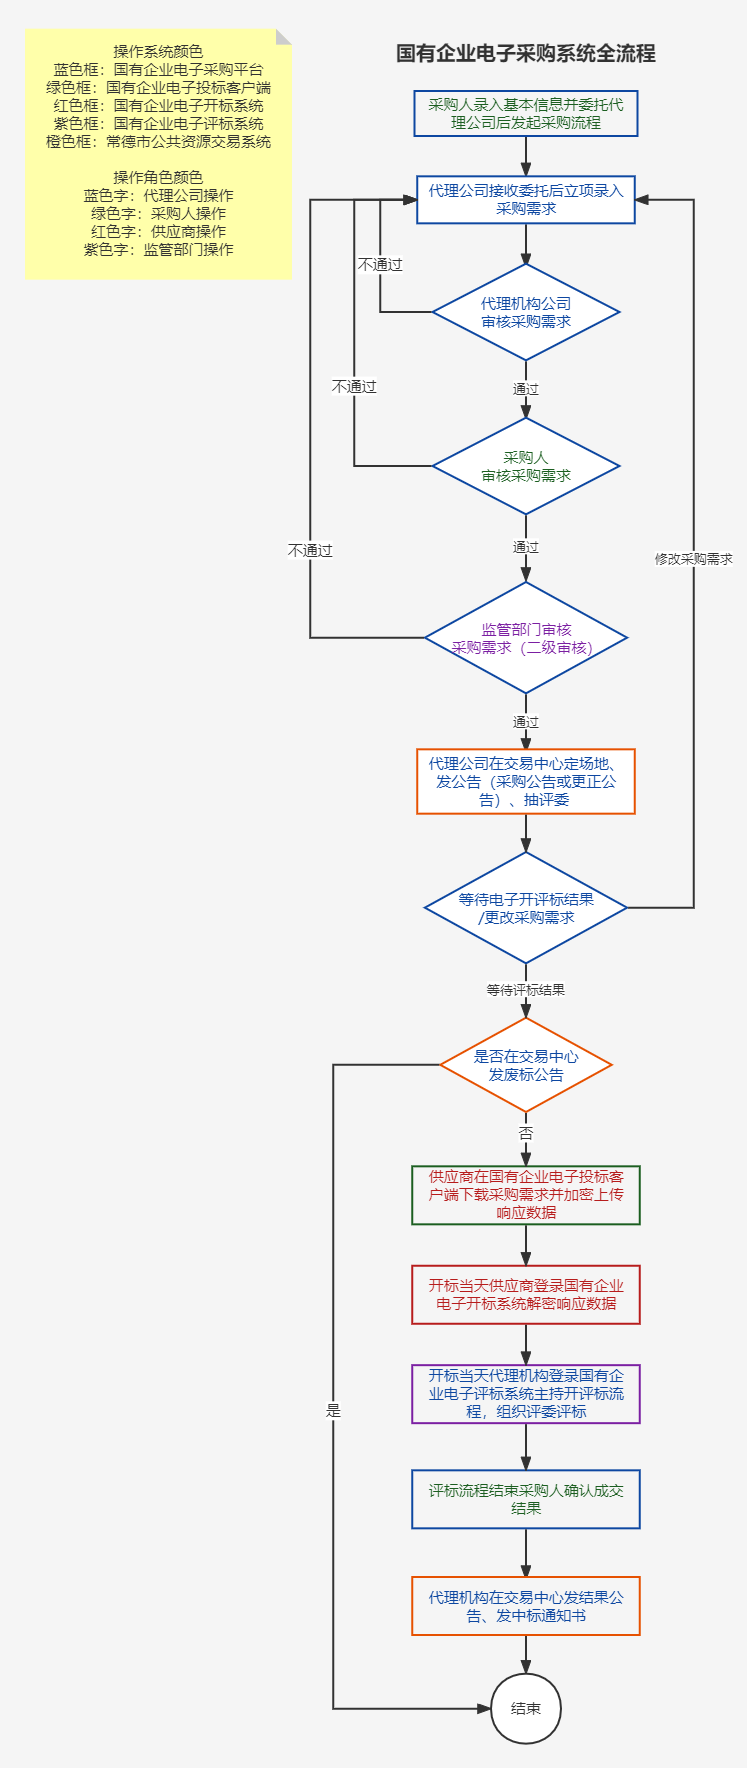 操作系统颜色
蓝色框：国有企业电子采购平台
绿色框：国有企业电子投标客户端
红色框：国有企业电子开标系统
紫色框：国有企业电子评标系统
橙色框：常德市公共资源交易系统
操作角色颜色
蓝色字：代理公司操作
绿色字：采购人操作
红色字：供应商操作
紫色字：监管部门操作
国有企业电子采购系统全流程
采购人录入基本信息并委托代
理公司后发起采购流程
代理公司接收委托后立项录入
采购需求
不通过
代理机构公司
审核采购需求
不通过
通过
采购人
审核采购需求
不通过
通过
修改采购需求
监管部门审核
采购需求（二级审核）
通过
代理公司在交易中心定场地、
发公告（采购公告或更正公
告）、抽评委
等待电子开评标结果
/更改采购需求
等待评标结果
是否在交易中心
发废标公告
否
供应商在国有企业电子投标客
户端下载采购需求并加密上传
响应数据
开标当天供应商登录国有企业
电子开标系统解密响应数据
开标当天代理机构登录国有企
业电子评标系统主持开评标流
程，组织评委评标
是
评标流程结束采购人确认成交
结果
代理机构在交易中心发结果公
告、发中标通知书
结束